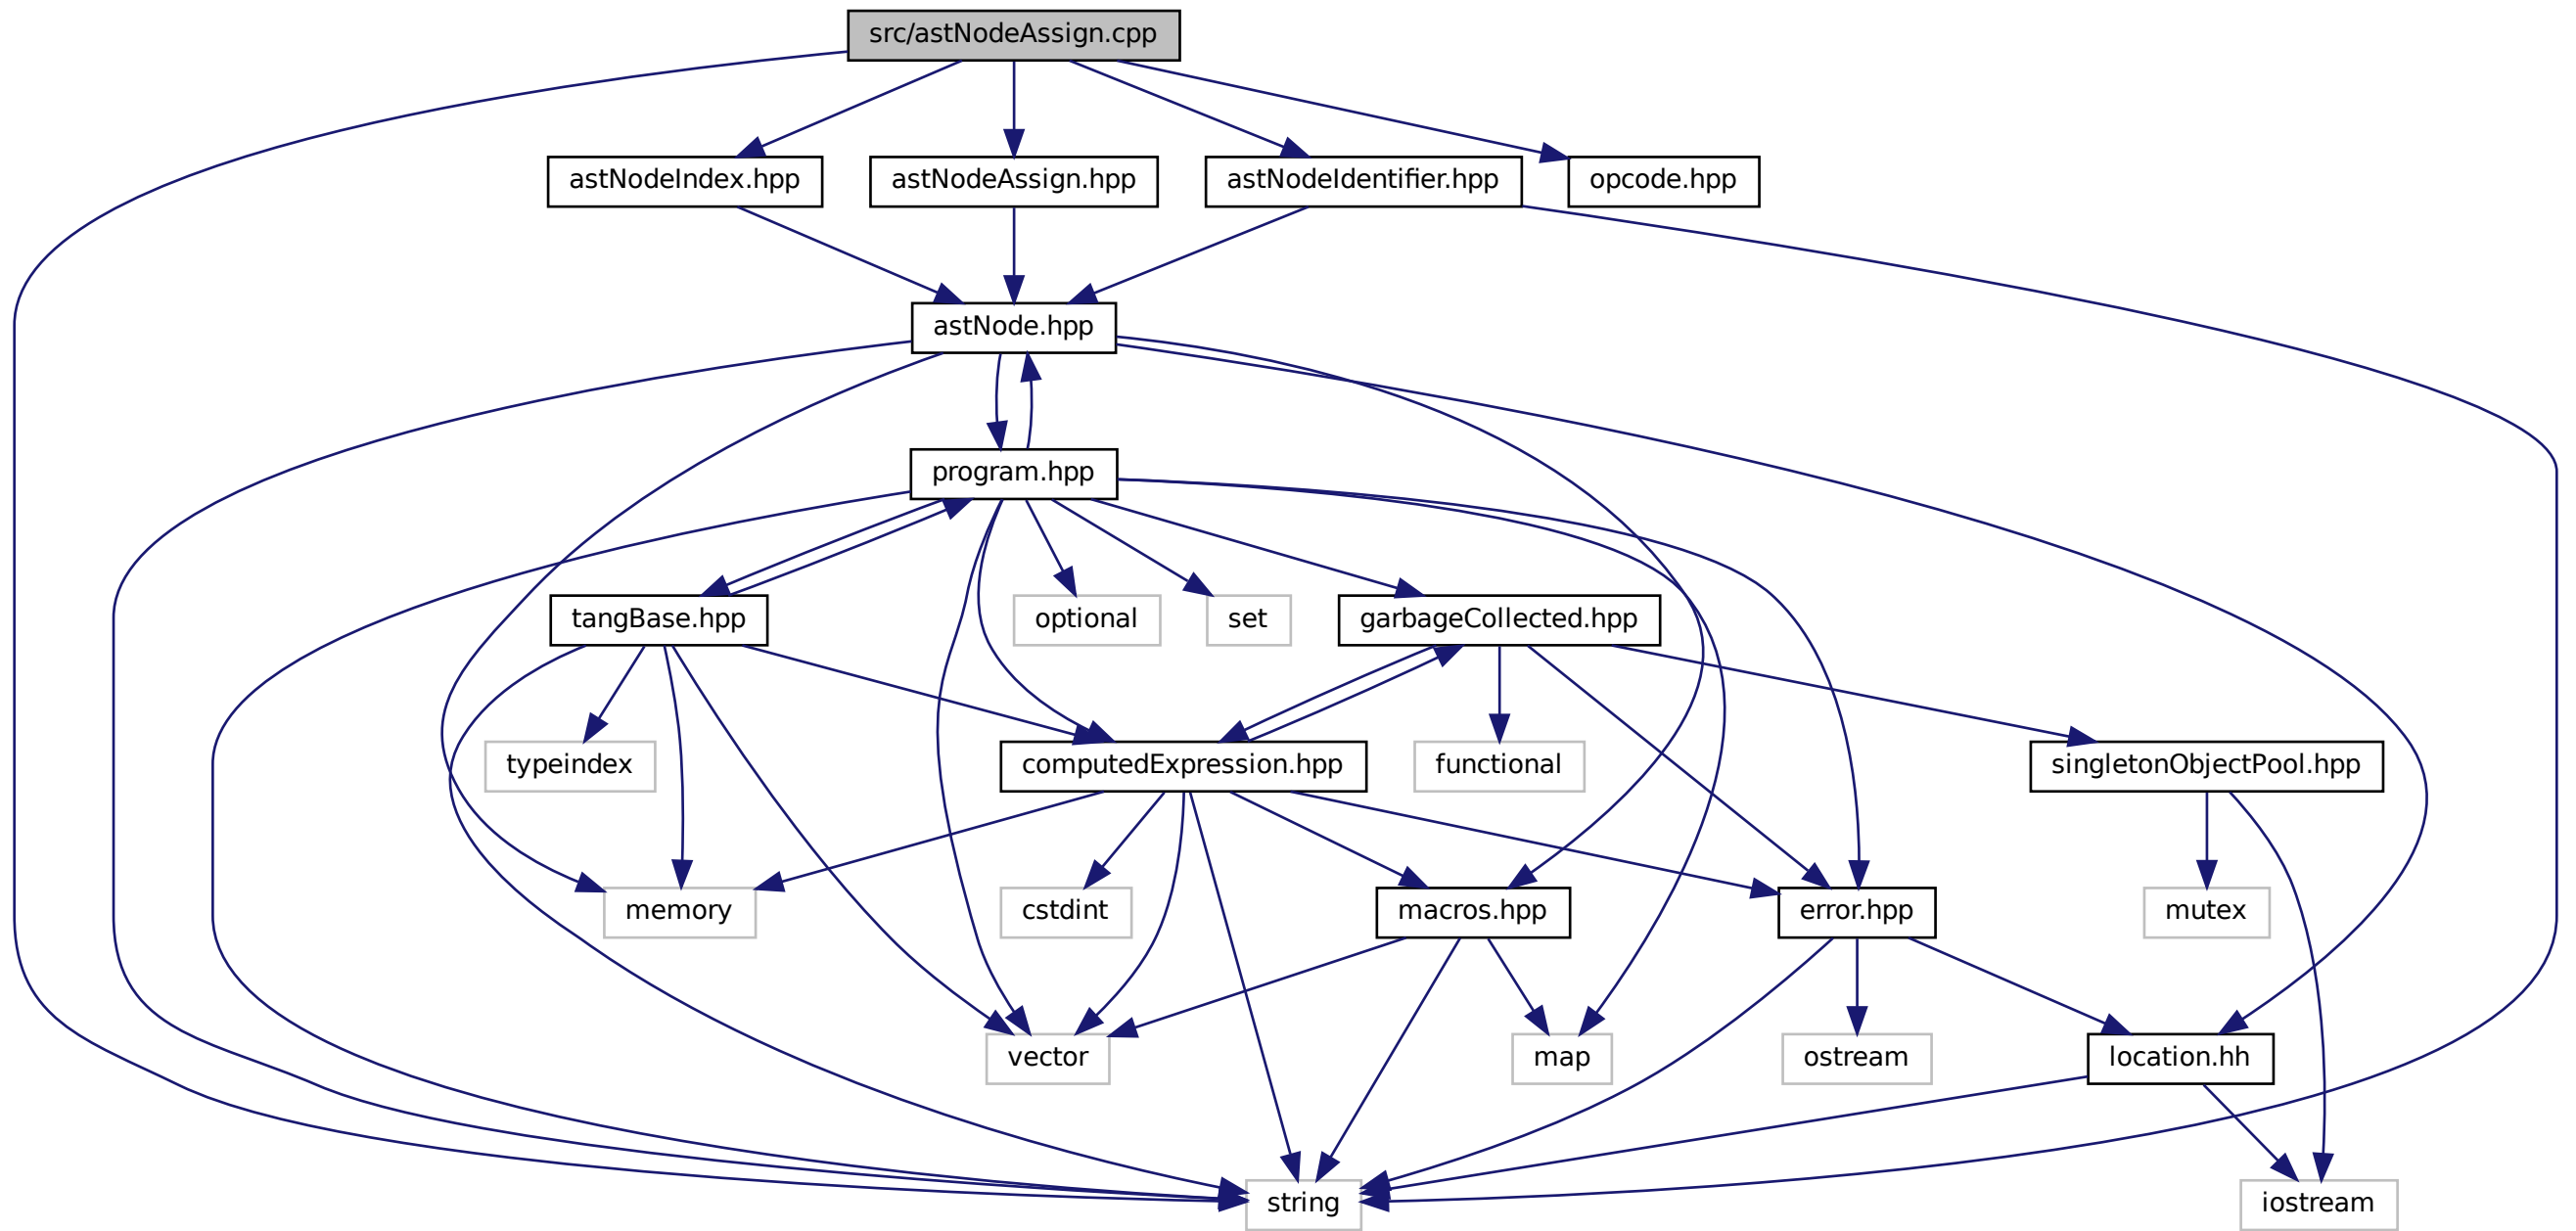 src/astNodeAssign.cpp
astNodeIndex.hpp
astNodeAssign.hpp
astNodeIdentifier.hpp
opcode.hpp
astNode.hpp
program.hpp
tangBase.hpp
optional
set
garbageCollected.hpp
typeindex
computedExpression.hpp
functional
singletonObjectPool.hpp
memory
cstdint
macros.hpp
error.hpp
mutex
vector
map
ostream
location.hh
string
iostream